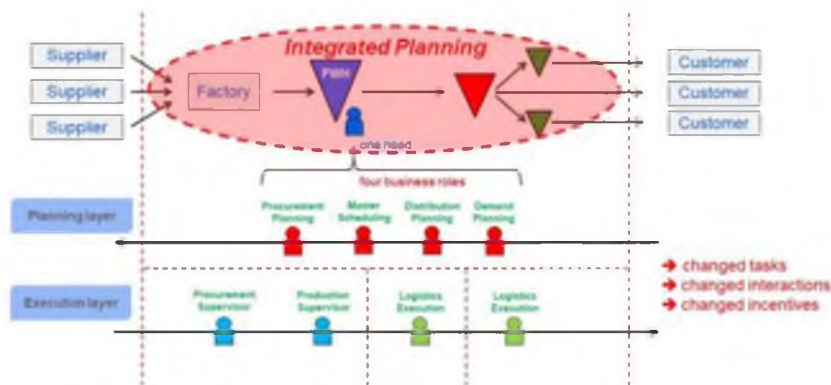 Integrated Planning
Supplier
Supplier
Supplier
Factory
Customer
Customer
Customer
one head
four business roles
Planning layer
Procurement
Planning
Master
Scheduling
Distribution
Planning
Demand
Planning
Execution layer
Procurement
Supervisor
Production
Supervisor
Logistics
Execution
Logistics
Execution
➔ changed tasks
➔ changed interactions
➔ changed incentives